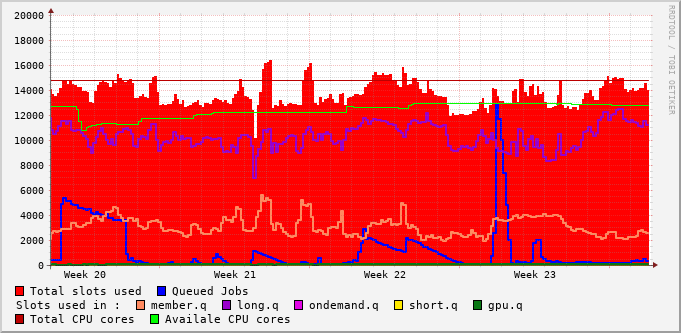 RRDTOOL / TOBI OETIKER
20000
18000
16000
14000
12000
10000
8000
6000
4000
2000
0
Week 20 Week 21 Week 22 Week 23
Total slots used Queued Jobs
Slots used in : member.q long.q ondemand.q short.q gpu.q
Total CPU cores Availale CPU cores